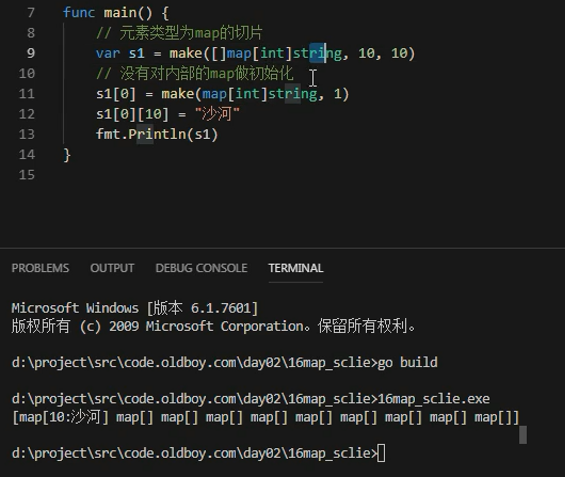 7 func main() {
8 // 元素类型为map的切片
9 var s1 = make([]map[int]string, 10, 10)
10 // 没有对内部的map做初始化
11 s1[0] = make(map[int]string, 1)
12 s1[0][10] = "沙河"
13 fmt.Println(s1)
14 }
15
PROBLEMS OUTPUT DEBUG CONSOLE TERMINAL
Microsoft Windows [版本 6.1.7601]
版权所有 (c) 2009 Microsoft Corporation。保留所有权利。
d:\project\src\code.oldboy.com\day02\16map_sclie>go build
d:\project\src\code.oldboy.com\day02\16map_sclie>16map_sclie.exe
[map[10:沙河] map[] map[] map[] map[] map[] map[] map[] map[] map[]]
d:\project\src\code.oldboy.com\day02\16map_sclie>